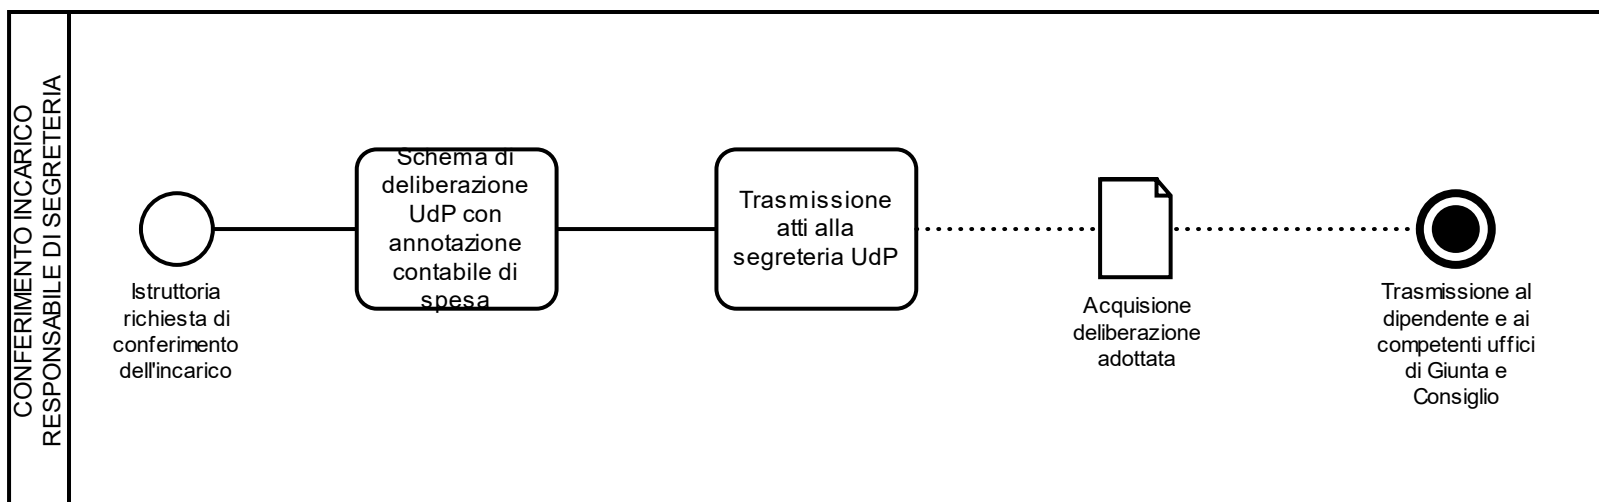 CONFERIMENTO INCARICO
RESPONSABILE DI SEGRETERIA
Istruttoria
richiesta di
conferimento
dell'incarico
Schema di
deliberazione
UdP con
annotazione
contabile di
spesa
Trasmissione
atti alla
segreteria UdP
Acquisione
deliberazione
adottata
Trasmissione al
dipendente e ai
competenti uffici
di Giunta e
Consiglio